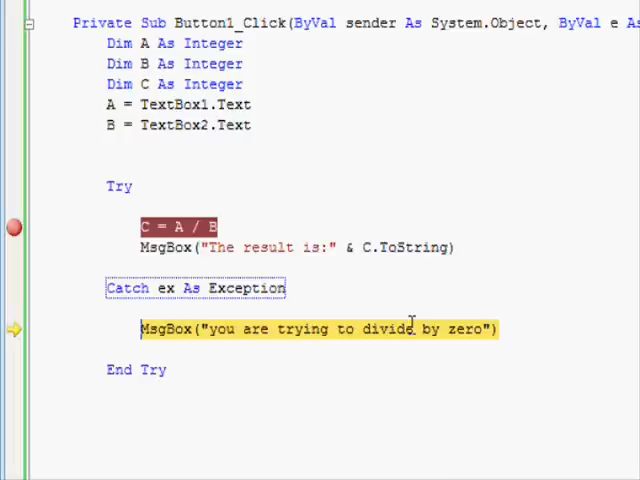 Private Sub Button1_Click(ByVal sender As System.Object, ByVal e As
Dim A As Integer
Dim B As Integer
Dim C As Integer
A = TextBox1.Text
B = TextBox2.Text
Try
C = A / B
MsgBox("The result is:" & C.ToString)
Catch ex As Exception
MsgBox("you are trying to divide by zero")
End Try